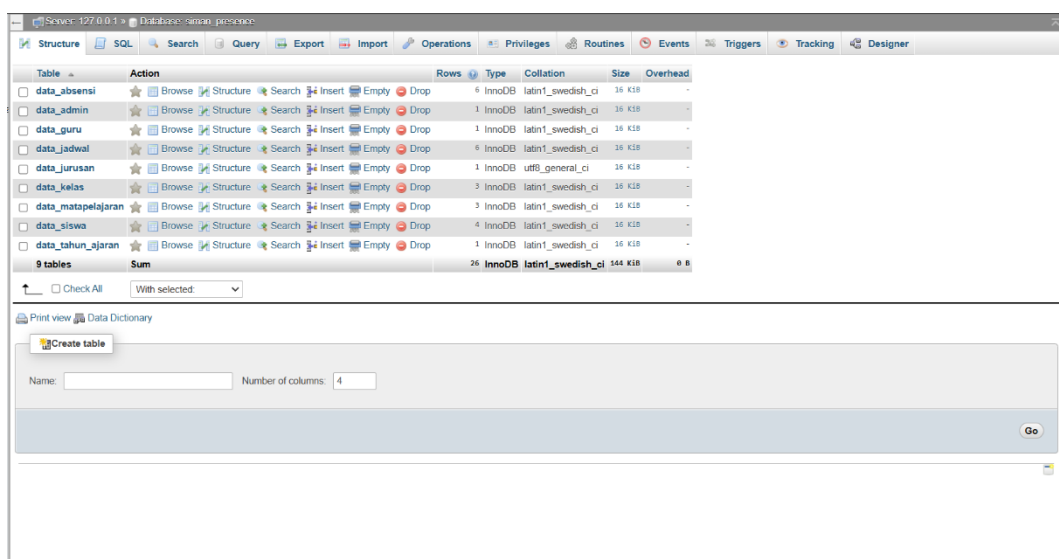 Server: 127.0.0.1 » Database: siman_presence
Structure SQL Search Query Export Import Operations Privileges Routines Events Triggers Tracking Designer
Table Action Rows Type Collation Size Overhead
data_absensi Browse Structure Search Insert Empty Drop 6 InnoDB latin1_swedish_ci 16 KiB -
data_admin Browse Structure Search Insert Empty Drop 1 InnoDB latin1_swedish_ci 16 KiB -
data_guru Browse Structure Search Insert Empty Drop 1 InnoDB latin1_swedish_ci 16 KiB -
data_jadwal Browse Structure Search Insert Empty Drop 6 InnoDB latin1_swedish_ci 16 KiB -
data_jurusan Browse Structure Search Insert Empty Drop 1 InnoDB utf8_general_ci 16 KiB -
data_kelas Browse Structure Search Insert Empty Drop 3 InnoDB latin1_swedish_ci 16 KiB -
data_matapelajaran Browse Structure Search Insert Empty Drop 3 InnoDB latin1_swedish_ci 16 KiB -
data_siswa Browse Structure Search Insert Empty Drop 4 InnoDB latin1_swedish_ci 16 KiB -
data_tahun_ajaran Browse Structure Search Insert Empty Drop 1 InnoDB latin1_swedish_ci 16 KiB -
9 tables Sum 26 InnoDB latin1_swedish_ci 144 KiB 0 B
Check All With selected:
Print view Data Dictionary
Create table
Name: Number of columns: 4
Go